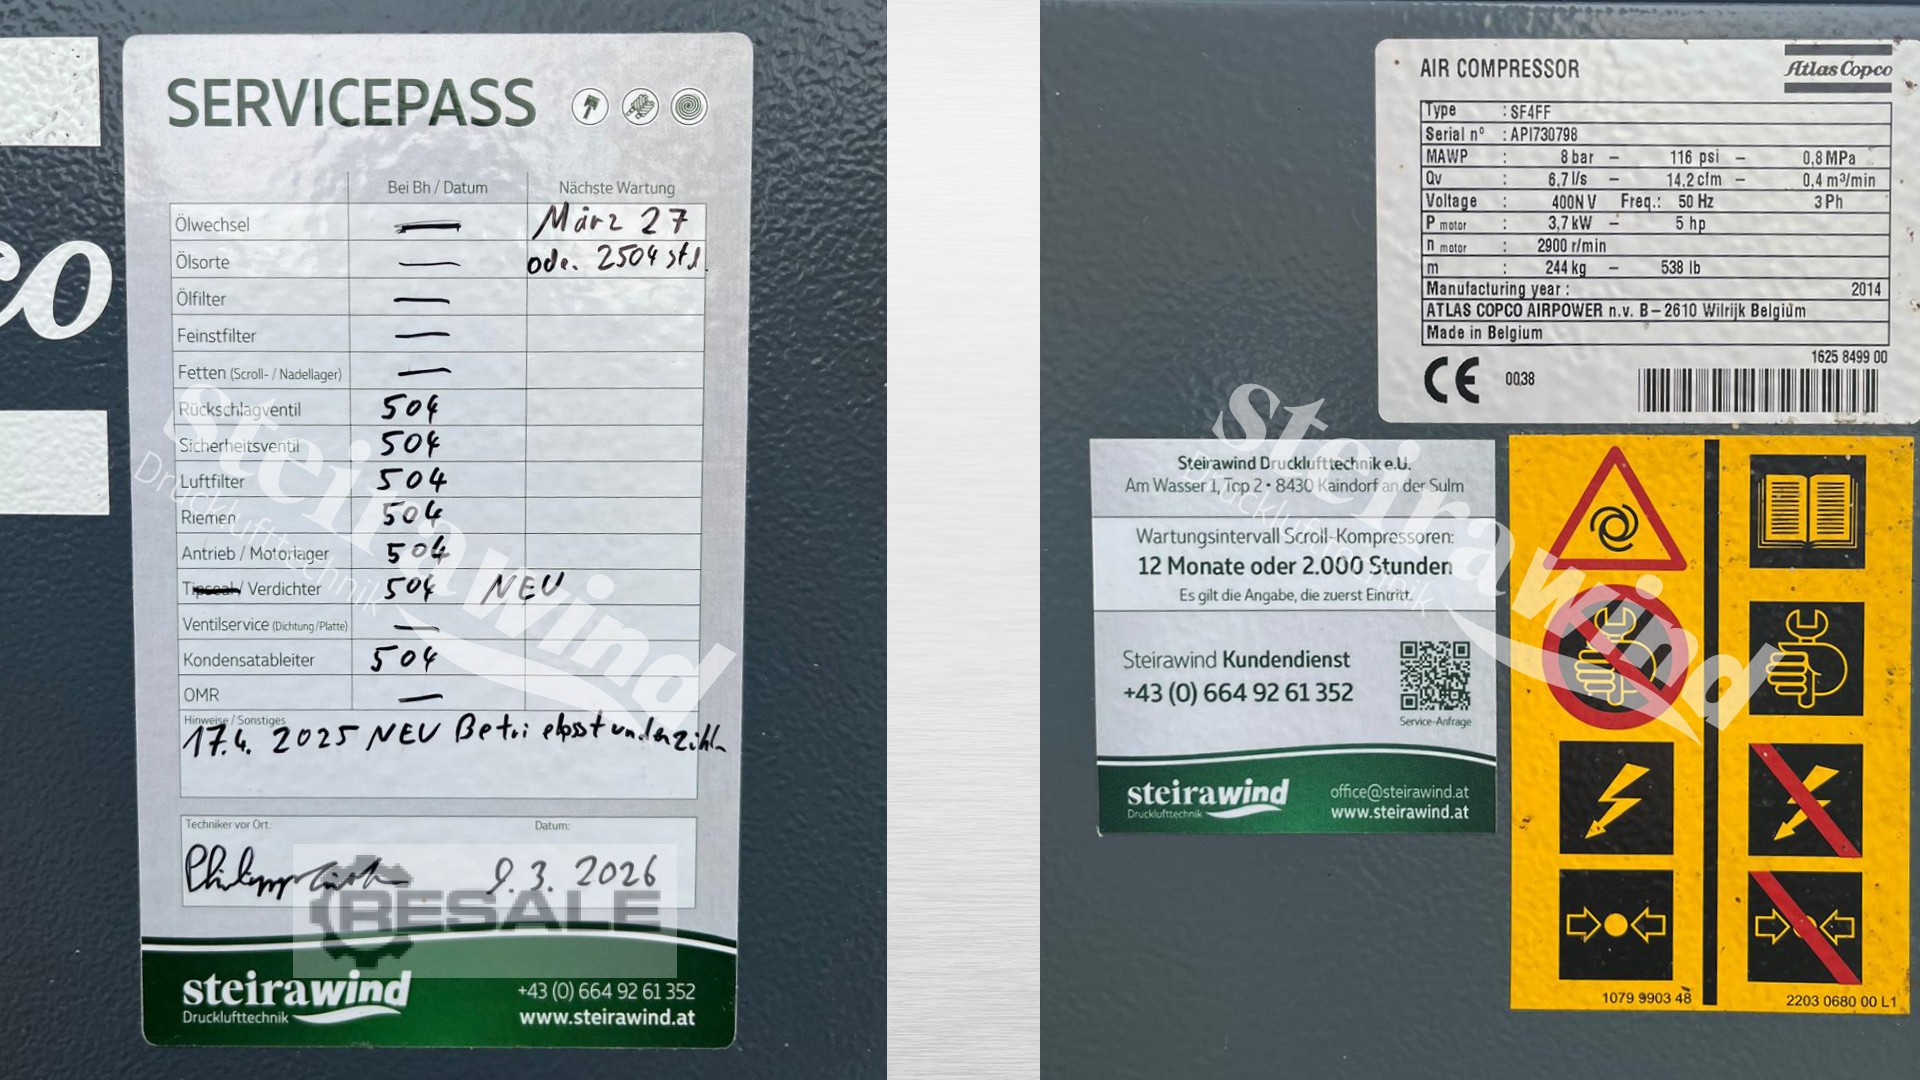 co
SERVICEPASS
Bei Bh / Datum Nächste Wartung
Ölwechsel — März 27
Ölsorte — ode. 2504 std.
Ölfilter —
Feinstfilter —
Fetten (Scroll- / Nadellager) —
Rückschlagventil 504
Sicherheitsventil 504
Luftfilter 504
Riemen 504
Antrieb / Motorlager 504
Tipseal / Verdichter 504 NEU
Ventilservice (Dichtung/Platte) —
Kondensatableiter 504
OMR —
Hinweise / Sonstiges
17.4. 2025 NEU Betriebsstundenzähler
Techniker vor Ort: Datum:
Philipp 9.3. 2026
RESALE
steirawind
Drucklufttechnik
+43 (0) 664 92 61 352
www.steirawind.at
steirawind
Drucklufttechnik
AIR COMPRESSOR Atlas Copco
Type : SF4FF
Serial nº : API730798
MAWP : 8 bar – 116 psi – 0,8 MPa
Qv : 6,7 l/s – 14,2 cfm – 0,4 m³/min
Voltage : 400N V Freq.: 50 Hz 3 Ph
P motor : 3,7 kW – 5 hp
n motor : 2900 r/min
m : 244 kg – 538 lb
Manufacturing year : 2014
ATLAS COPCO AIRPOWER n.v. B – 2610 Wilrijk Belgium
Made in Belgium
1625 8499 00
CE 0038
Steirawind Drucklufttechnik e.U.
Am Wasser 1, Top 2 • 8430 Kaindorf an der Sulm
Wartungsintervall Scroll-Kompressoren:
12 Monate oder 2.000 Stunden
Es gilt die Angabe, die zuerst Eintritt.
Steirawind Kundendienst
+43 (0) 664 92 61 352
Service-Anfrage
steirawind
Drucklufttechnik
office@steirawind.at
www.steirawind.at
1079 9903 48
2203 0680 00 L1
steirawind
Drucklufttechnik